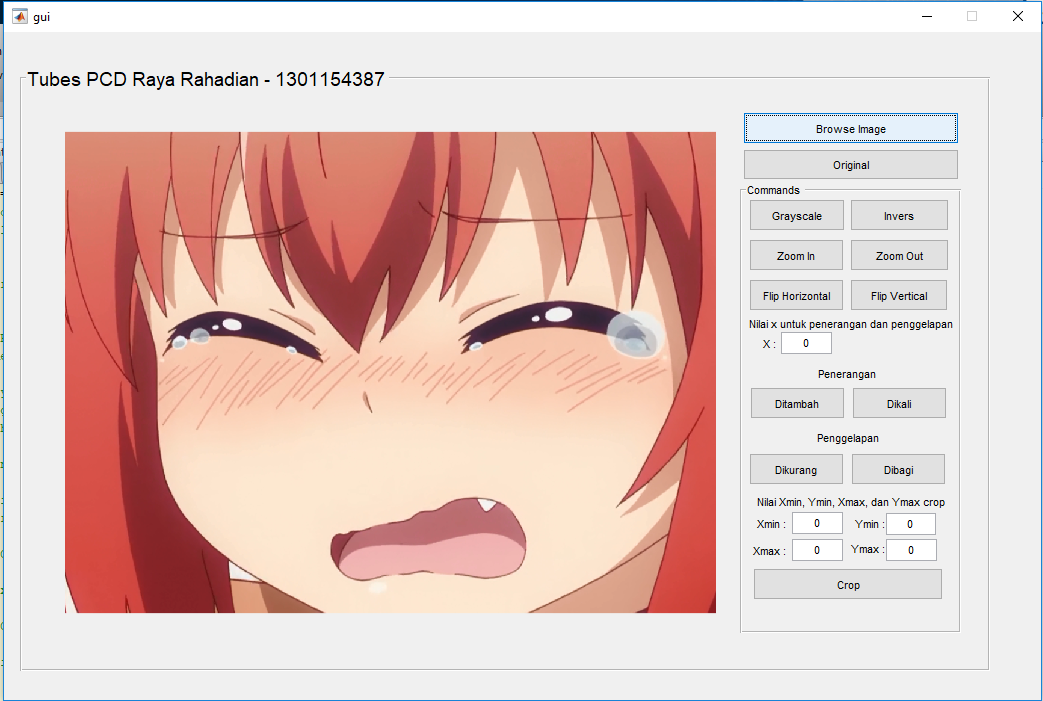 gui
Tubes PCD Raya Rahadian - 1301154387
Browse Image
Original
Commands
Grayscale Invers
Zoom In Zoom Out
Flip Horizontal Flip Vertical
Nilai x untuk penerangan dan penggelapan
X : 0
Penerangan
Ditambah Dikali
Penggelapan
Dikurang Dibagi
Nilai Xmin, Ymin, Xmax, dan Ymax crop
Xmin : 0 Ymin : 0
Xmax : 0 Ymax : 0
Crop